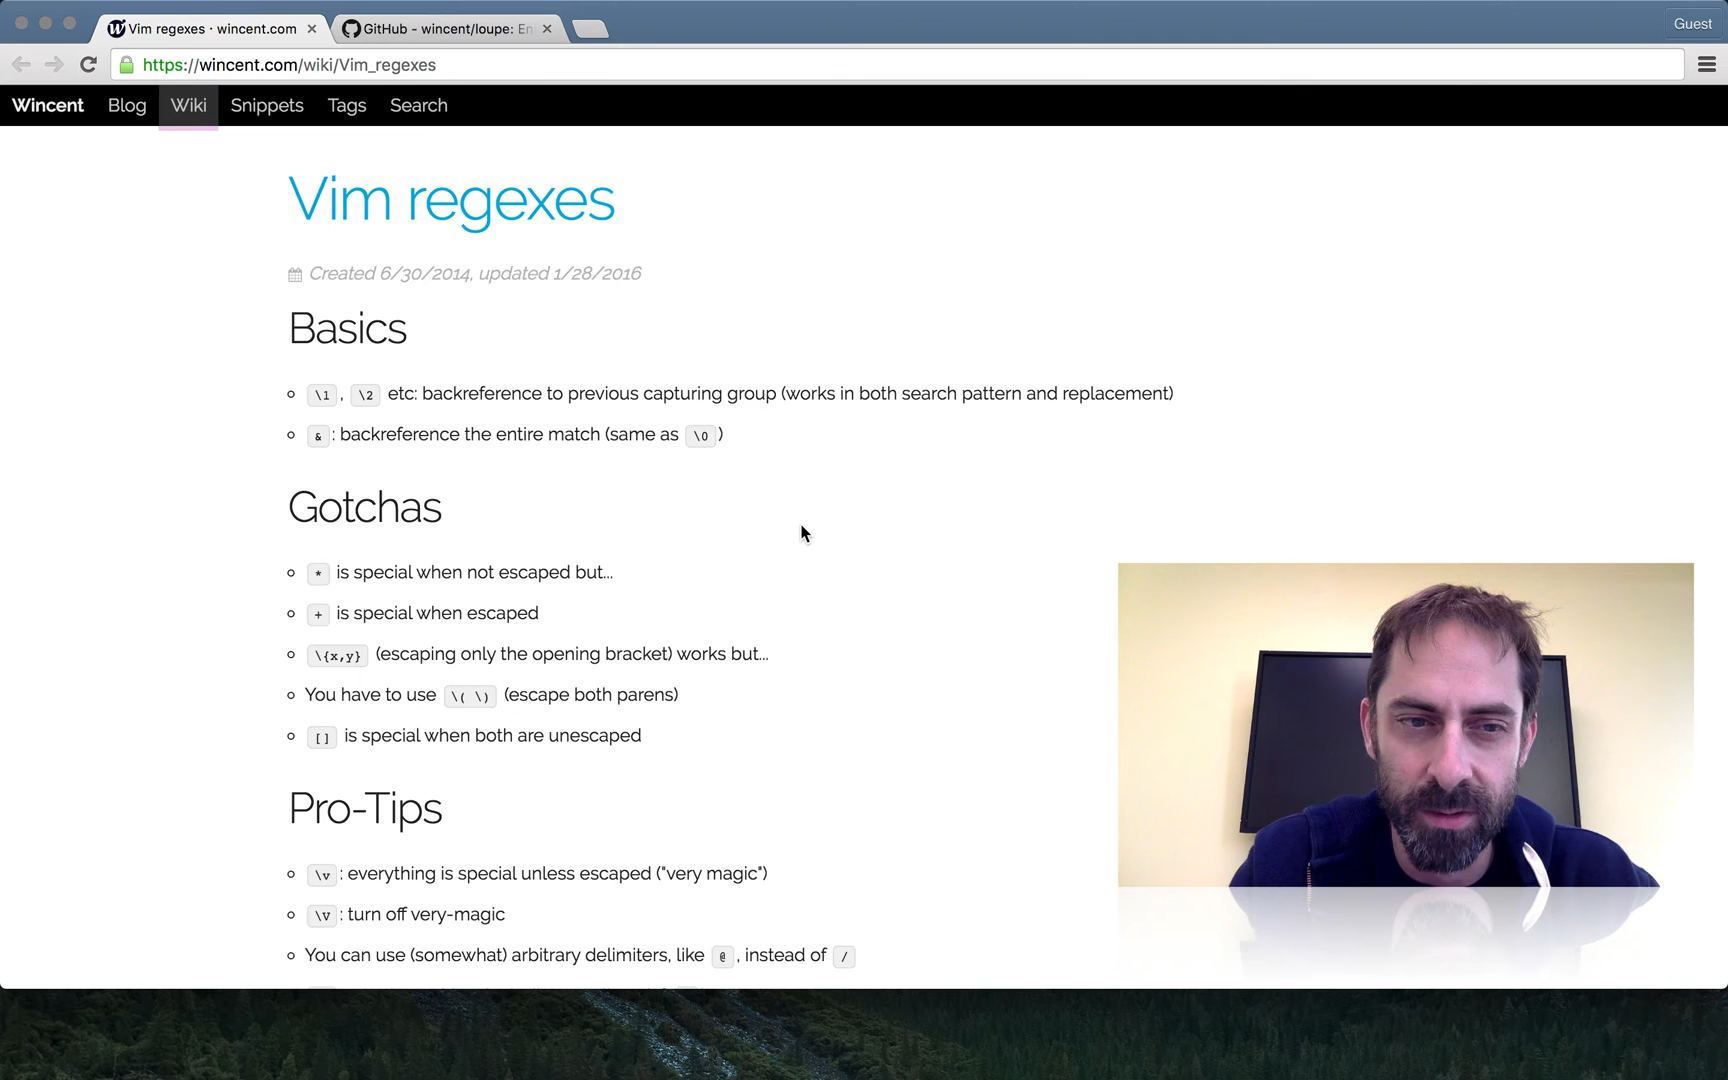 Vim regexes · wincent.com
GitHub - wincent/loupe: En
Guest
https://wincent.com/wiki/Vim_regexes
Wincent Blog Wiki Snippets Tags Search
Vim regexes
Created 6/30/2014, updated 1/28/2016
Basics
\1 , \2 etc: backreference to previous capturing group (works in both search pattern and replacement)
& : backreference the entire match (same as \0 )
Gotchas
* is special when not escaped but...
+ is special when escaped
\{x,y} (escaping only the opening bracket) works but...
You have to use \( \) (escape both parens)
[] is special when both are unescaped
Pro-Tips
\v : everything is special unless escaped ("very magic")
\V : turn off very-magic
You can use (somewhat) arbitrary delimiters, like @ , instead of /